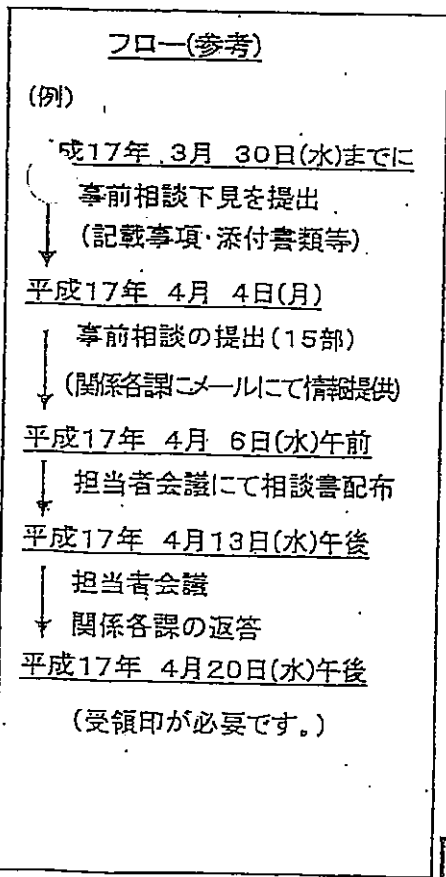 フロー(参考)
(例)
成17年 3月 30日(水)までに
事前相談下見を提出
(記載事項・添付書類等)
平成17年 4月 4日(月)
事前相談の提出(15部)
(関係各課にメールにて情報提供)
平成17年 4月 6日(水)午前
担当者会議にて相談書配布
平成17年 4月13日(水)午後
担当者会議
関係各課の返答
平成17年 4月20日(水)午後
(受領印が必要です。)